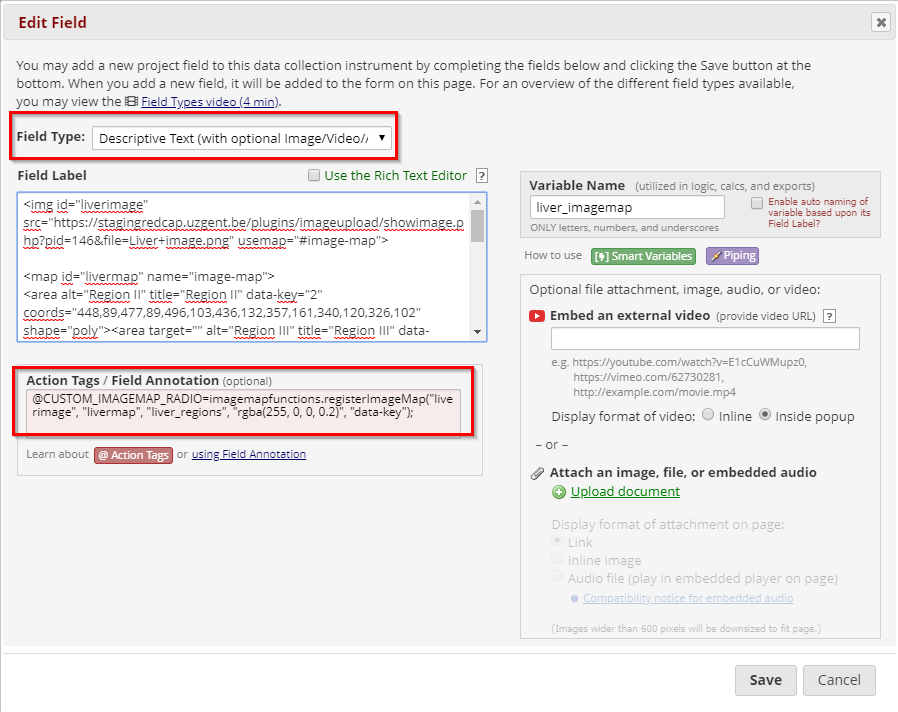 Edit Field
You may add a new project field to this data collection instrument by completing the fields below and clicking the Save button at the
bottom. When you add a new field, it will be added to the form on this page. For an overview of the different field types available,
you may view the Field Types video (4 min).
Field Type: Descriptive Text (with optional Image/Video/
Field Label
Use the Rich Text Editor ?
<img id="liverimage"
src="https://stagingredcap.uzgent.be/plugins/imageupload/showimage.p
hp?pid=146&file=Liver+image.png" usemap="#image-map">
<map id="livermap" name="image-map">
<area alt="Region II" title="Region II" data-key="2"
coords="448,89,477,89,496,103,436,132,357,161,340,120,326,102"
shape="poly"><area target="" alt="Region III" title="Region III" data-
Action Tags / Field Annotation (optional)
@CUSTOM_IMAGEMAP_RADIO=imagemapfunctions.registerImageMap("live
rimage", "livermap", "liver_regions", "rgba(255, 0, 0, 0.2)", "data-key");
Learn about @ Action Tags or using Field Annotation
Variable Name (utilized in logic, calcs, and exports)
liver_imagemap
ONLY letters, numbers, and underscores
Enable auto naming of
variable based upon its
Field Label?
How to use Smart Variables Piping
Optional file attachment, image, audio, or video:
Embed an external video (provide video URL) ?
e.g. https://youtube.com/watch?v=E1cCuWMupz0,
https://vimeo.com/62730281,
http://example.com/movie.mp4
Display format of video: Inline Inside popup
– or –
Attach an image, file, or embedded audio
Upload document
Display format of attachment on page:
Link
Inline image
Audio file (play in embedded player on page)
Compatibility notice for embedded audio
(Images wider than 600 pixels will be downsized to fit page.)
Save
Cancel